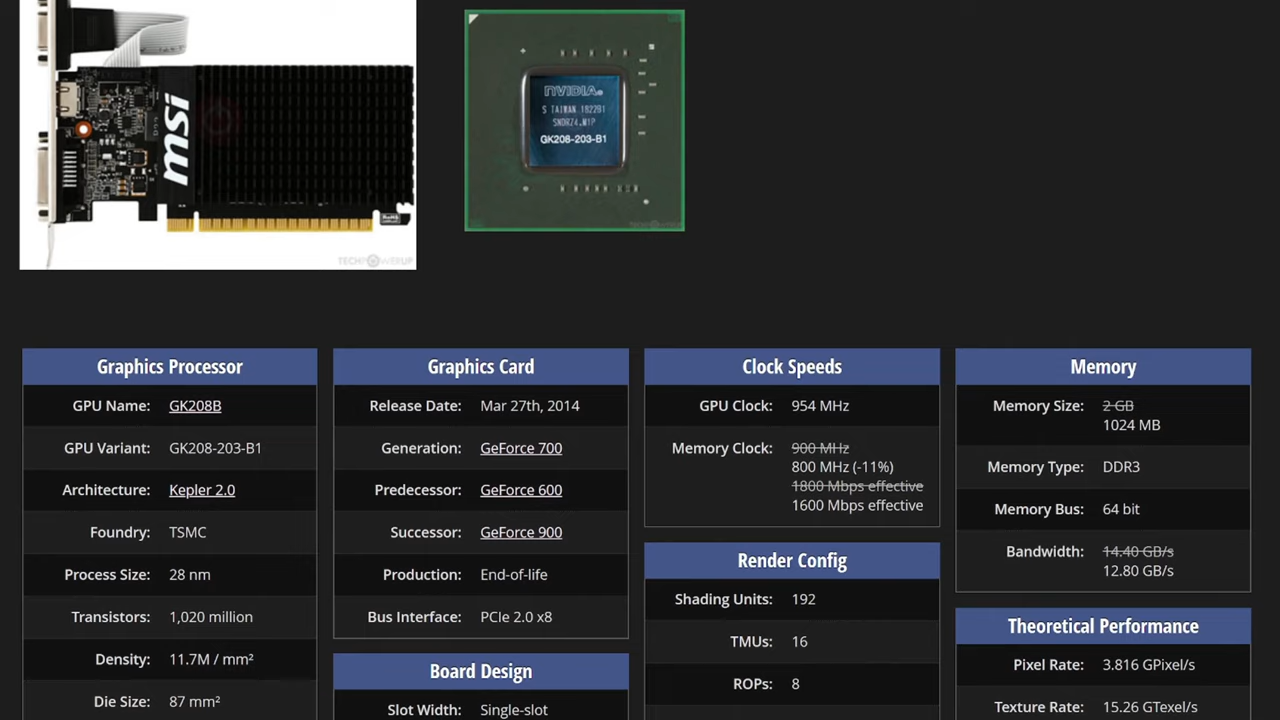 msi
RoHS
TECHPOWERUP
NVIDIA
S TAIWAN 1822B1
SNDRZ4.M1P
GK208-203-B1
Graphics Processor
GPU Name: GK208B
GPU Variant: GK208-203-B1
Architecture: Kepler 2.0
Foundry: TSMC
Process Size: 28 nm
Transistors: 1,020 million
Density: 11.7M / mm²
Die Size: 87 mm²
Graphics Card
Release Date: Mar 27th, 2014
Generation: GeForce 700
Predecessor: GeForce 600
Successor: GeForce 900
Production: End-of-life
Bus Interface: PCIe 2.0 x8
Board Design
Slot Width: Single-slot
Clock Speeds
GPU Clock: 954 MHz
Memory Clock: 900 MHz
800 MHz (-11%)
1800 Mbps effective
1600 Mbps effective
Render Config
Shading Units: 192
TMUs: 16
ROPs: 8
Memory
Memory Size: 2 GB
1024 MB
Memory Type: DDR3
Memory Bus: 64 bit
Bandwidth: 14.40 GB/s
12.80 GB/s
Theoretical Performance
Pixel Rate: 3.816 GPixel/s
Texture Rate: 15.26 GTexel/s